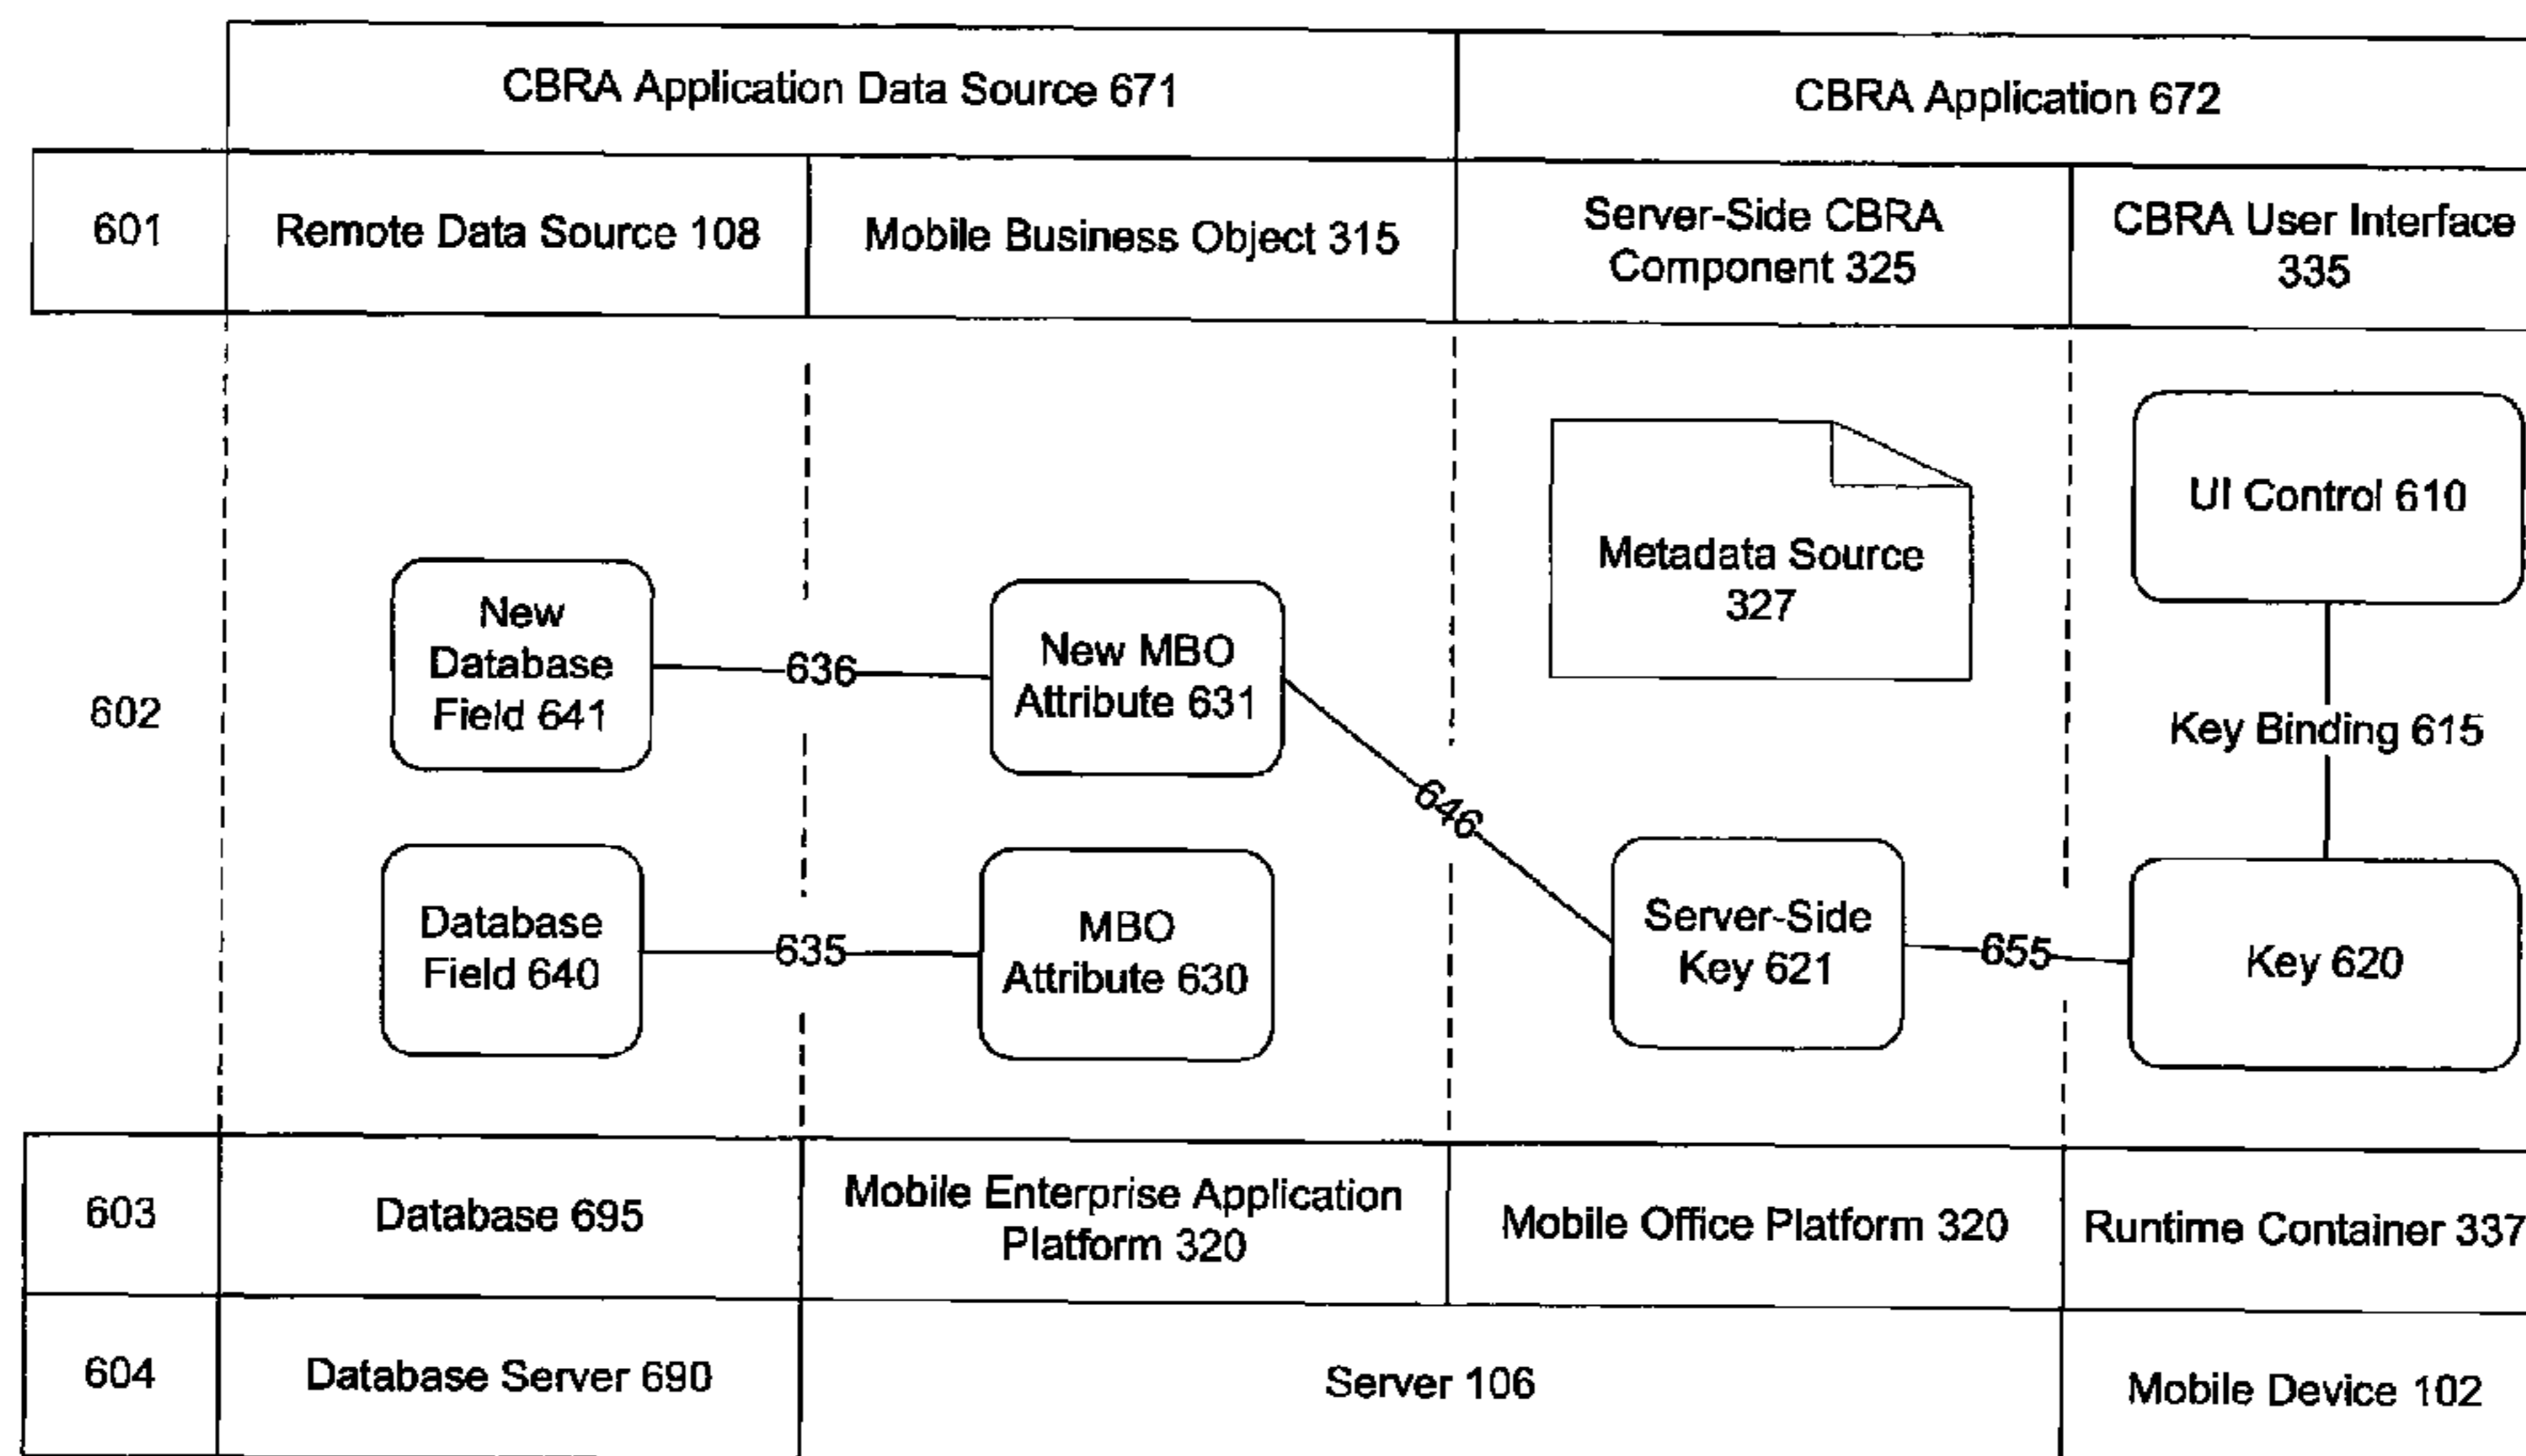 CBRA Application Data Source 671
CBRA Application 672
601
Remote Data Source 108
Mobile Business Object 315
Server-Side CBRA
Component 325
CBRA User Interface
335
602
New
Database
Field 641
636
New MBO
Attribute 631
646
Metadata Source
327
UI Control 610
Key Binding 615
Database
Field 640
635
MBO
Attribute 630
Server-Side
Key 621
655
Key 620
603
Database 695
Mobile Enterprise Application
Platform 320
Mobile Office Platform 320
Runtime Container 337
604
Database Server 690
Server 106
Mobile Device 102